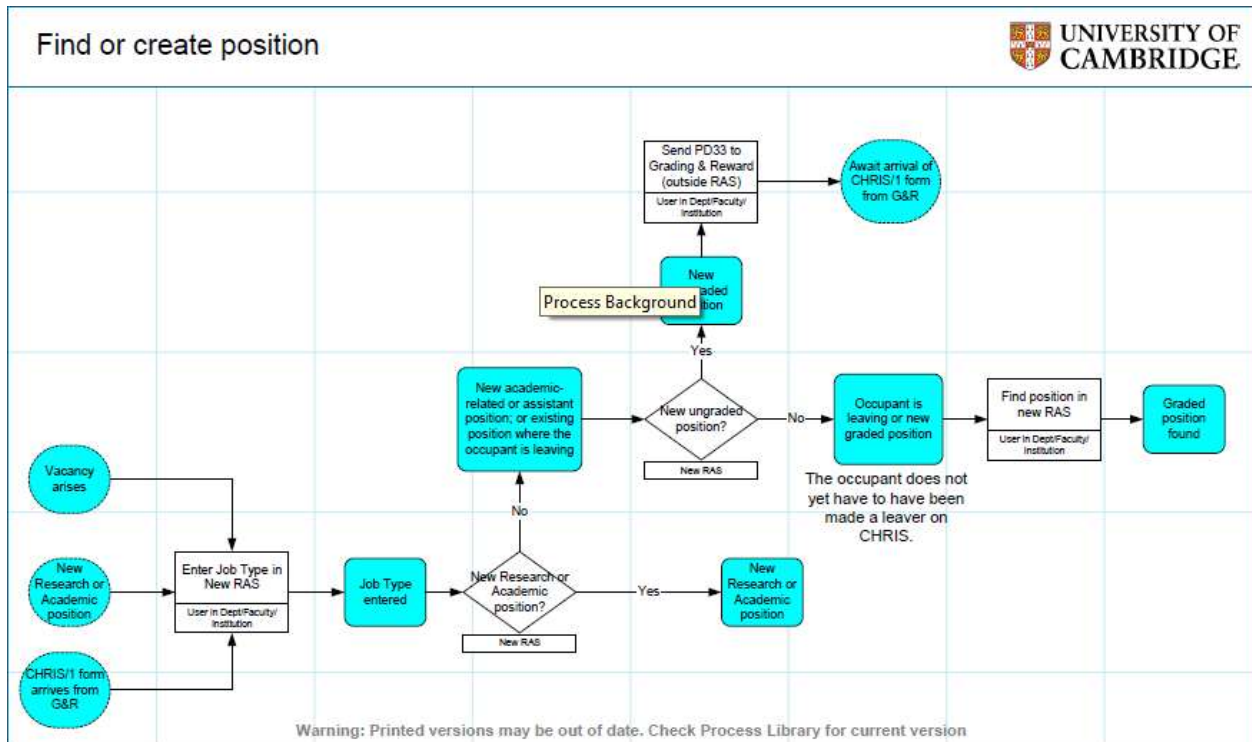 Find or create position
UNIVERSITY OF
CAMBRIDGE
Send PD33 to
Grading & Reward
(outside RAS)
User in Dept/Faculty/
Institution
Await arrival of
CHRIS/1 form
from G&R
New
Process Background
Yes
New academic-
related or assistant
position; or existing
position where the
occupant is leaving
New ungraded
position?
New RAS
No
Occupant is
leaving or new
graded position
The occupant does not
yet have to have been
made a leaver on
CHRIS.
Find position in
new RAS
User in Dept/Faculty/
Institution
Graded
position
found
Vacancy
arises
No
New
Research or
Academic
position
Enter Job Type in
New RAS
User in Dept/Faculty/
Institution
Job Type
entered
New Research or
Academic
position?
New RAS
Yes
New
Research or
Academic
position
CHRIS/1 form
arrives from
G&R
Warning: Printed versions may be out of date. Check Process Library for current version